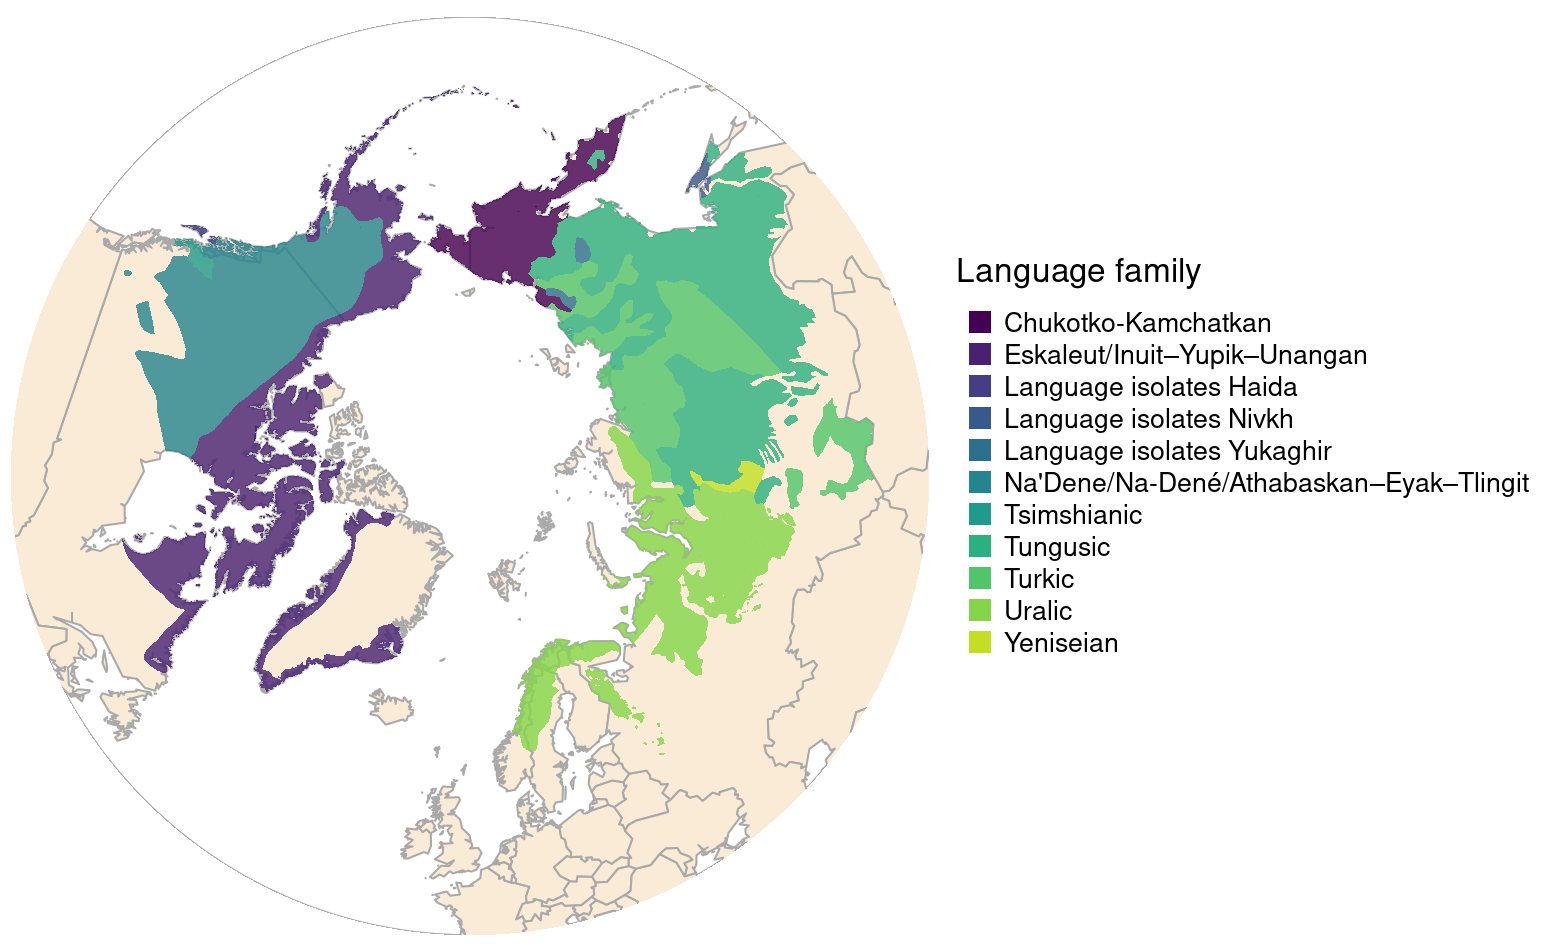 Language family
Chukotko-Kamchatkan
Eskaleut/Inuit–Yupik–Unangan
Language isolates Haida
Language isolates Nivkh
Language isolates Yukaghir
Na'Dene/Na-Dené/Athabaskan–Eyak–Tlingit
Tsimshianic
Tungusic
Turkic
Uralic
Yeniseian